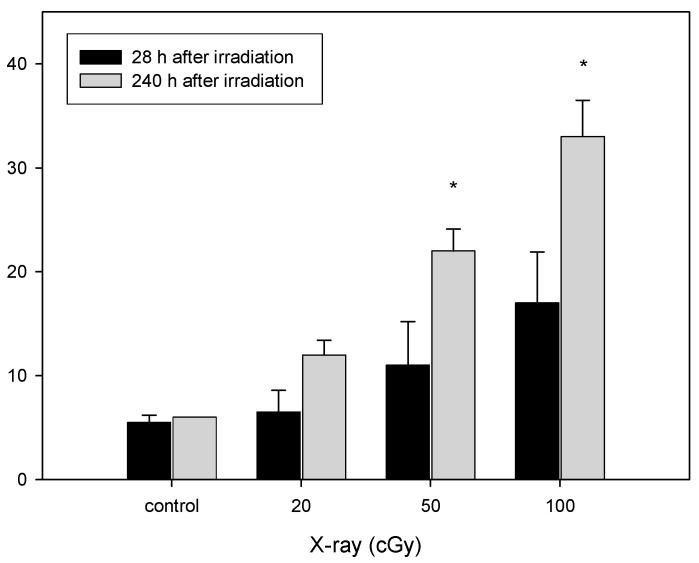 28 h after irradiation
240 h after irradiation
40
30
20
10
0
*
*
control 20 50 100
X-ray (cGy)